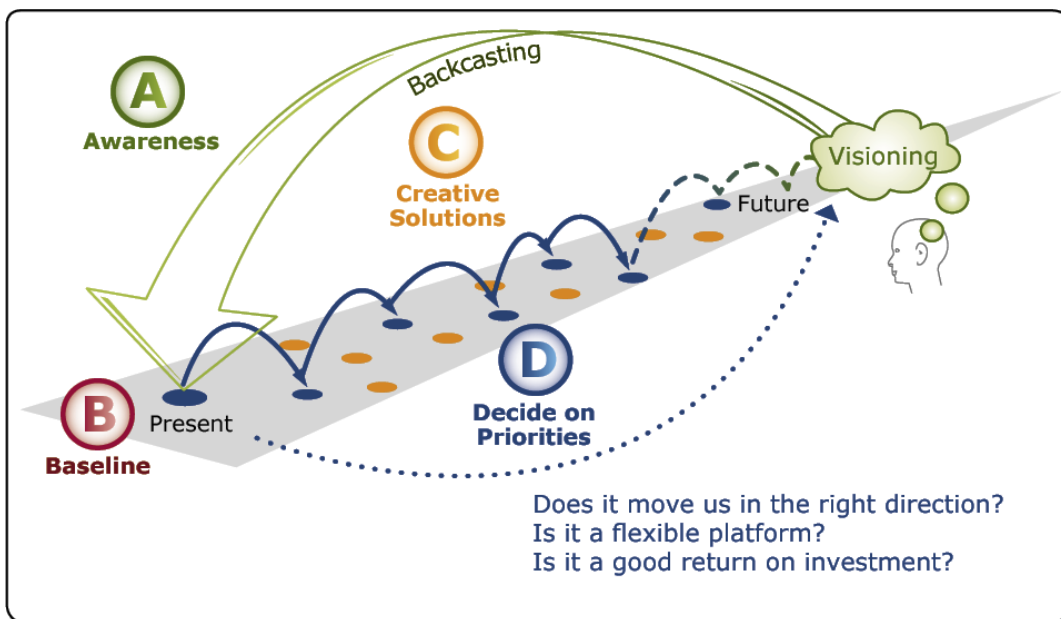 A
Awareness
Backcasting
C
Creative
Solutions
Visioning
Future
B
Baseline
Present
D
Decide on
Priorities
Does it move us in the right direction?
Is it a flexible platform?
Is it a good return on investment?